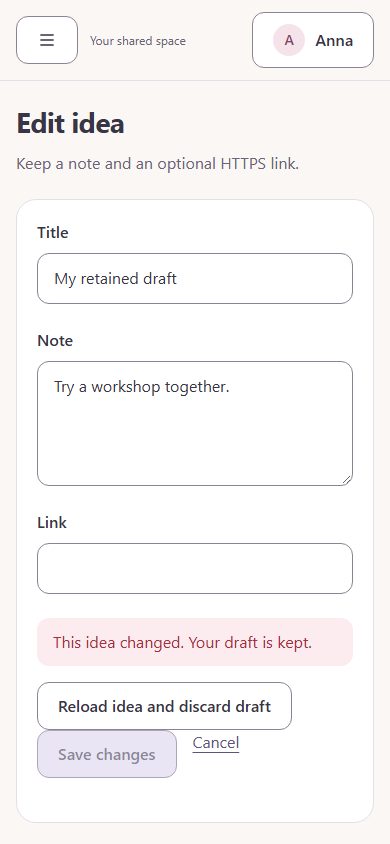 Your shared space
A Anna
Edit idea
Keep a note and an optional HTTPS link.
Title
My retained draft
Note
Try a workshop together.
Link
This idea changed. Your draft is kept.
Reload idea and discard draft
Save changes Cancel